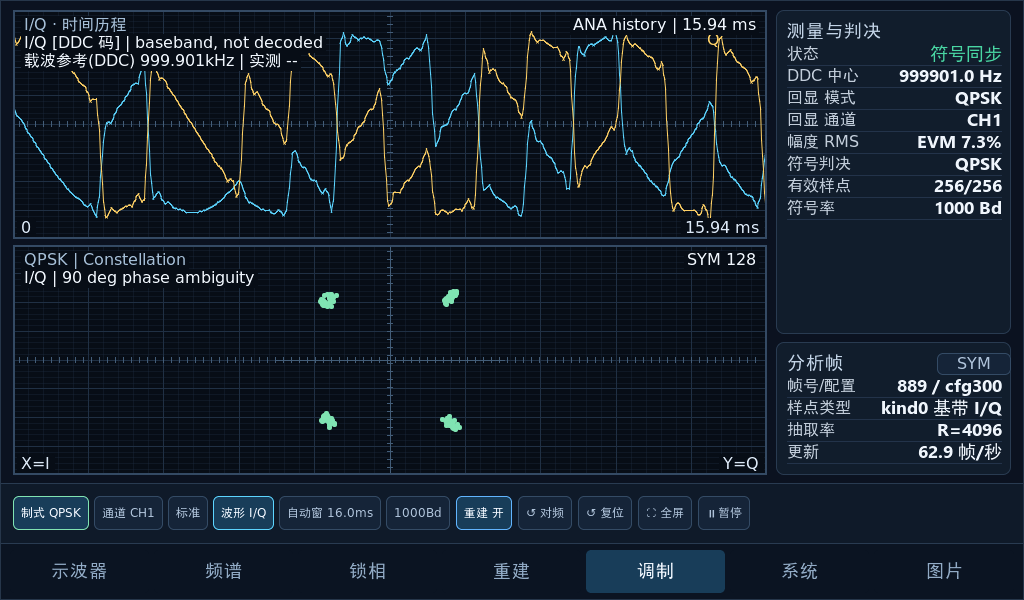 I/Q · 时间历程
ANA history | 15.94 ms
I/Q [DDC 码] | baseband, not decoded
载波参考(DDC) 999.901kHz | 实测 --
0
15.94 ms
QPSK | Constellation
SYM 128
I/Q | 90 deg phase ambiguity
X=I
Y=Q
测量与判决
状态 符号同步
DDC 中心 999901.0 Hz
回显 模式 QPSK
回显 通道 CH1
幅度 RMS EVM 7.3%
符号判决 QPSK
有效样点 256/256
符号率 1000 Bd
分析帧 SYM
帧号/配置 889 / cfg300
样点类型 kind0 基带 I/Q
抽取率 R=4096
更新 62.9 帧/秒
制式 QPSK 通道 CH1 标准 波形 I/Q 自动窗 16.0ms 1000Bd 重建 开 ↺ 对频 ↺ 复位 ⛶ 全屏 ⏸暂停
示波器 频谱 锁相 重建 调制 系统 图片